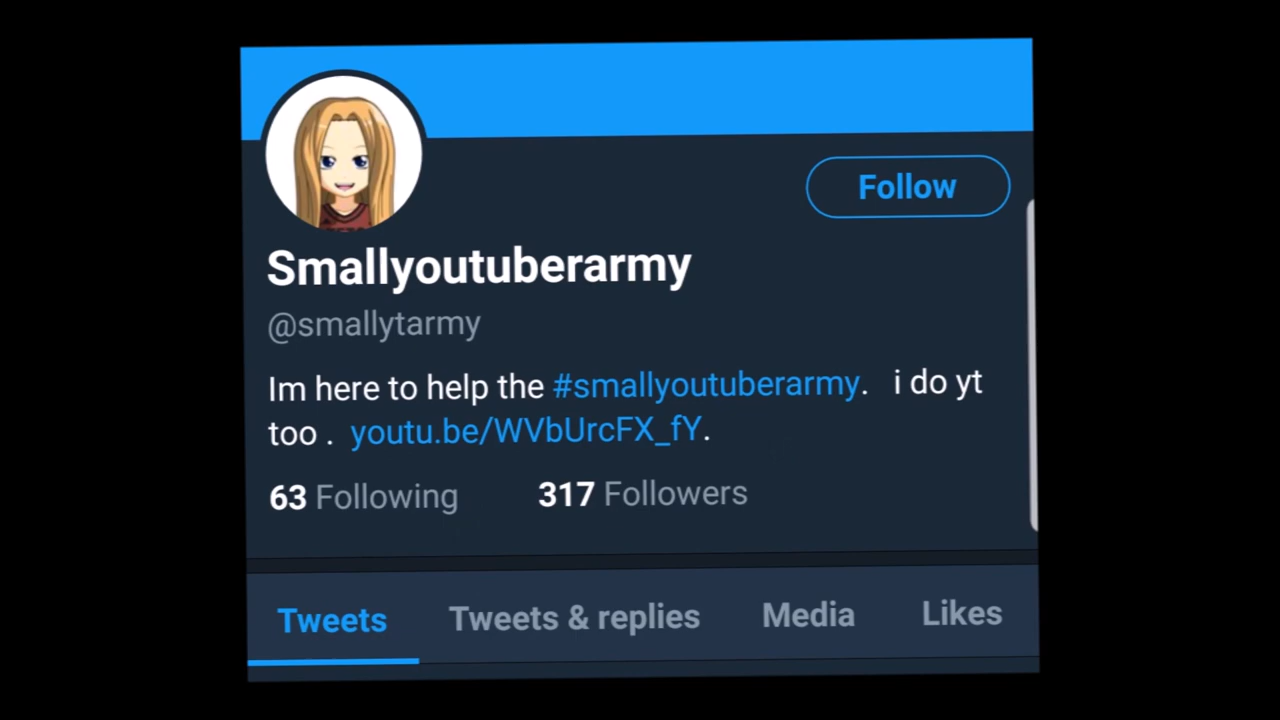 Follow
Smallyoutuberarmy
@smallytarmy
Im here to help the #smallyoutuberarmy. i do yt
too . youtu.be/WVbUrcFX_fY.
63 Following 317 Followers
Tweets Tweets & replies Media Likes